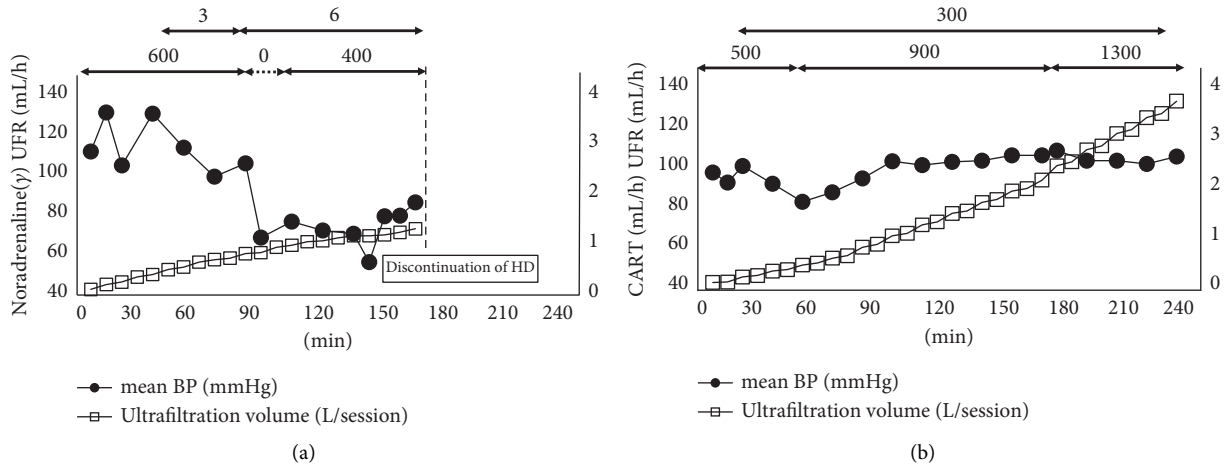 (a)
3 6
600 0 400
Noradrenaline(γ) UFR (mL/h)
140
120
100
80
60
40
4
3
2
1
0
Discontinuation of HD
0 30 60 90 120 150 180 210 240
(min)
mean BP (mmHg)
Ultrafiltration volume (L/session)
(a)
(b)
300
500 900 1300
CART (mL/h) UFR (mL/h)
140
120
100
80
60
40
4
3
2
1
0
0 30 60 90 120 150 180 210 240
(min)
mean BP (mmHg)
Ultrafiltration volume (L/session)
(b)